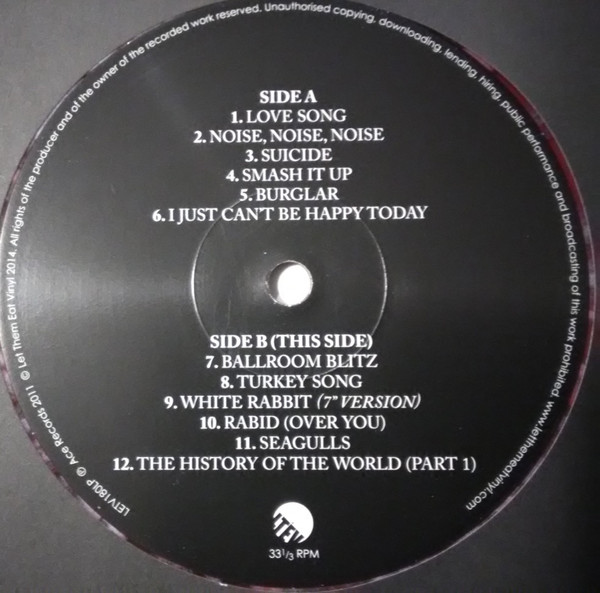 SIDE A
1. LOVE SONG
2. NOISE, NOISE, NOISE
3. SUICIDE
4. SMASH IT UP
5. BURGLAR
6. I JUST CAN'T BE HAPPY TODAY
SIDE B (THIS SIDE)
7. BALLROOM BLITZ
8. TURKEY SONG
9. WHITE RABBIT (7" VERSION)
10. RABID (OVER YOU)
11. SEAGULLS
12. THE HISTORY OF THE WORLD (PART 1)
LTEV
33 1/3 RPM
LETV180LP ℗ Ace Records 2011 © Let Them Eat Vinyl 2014. All rights of the producer and of the owner of the recorded work reserved. Unauthorised copying, downloading, lending, hiring, public performance and broadcasting of this work prohibited. www.letthemeatvinyl.com